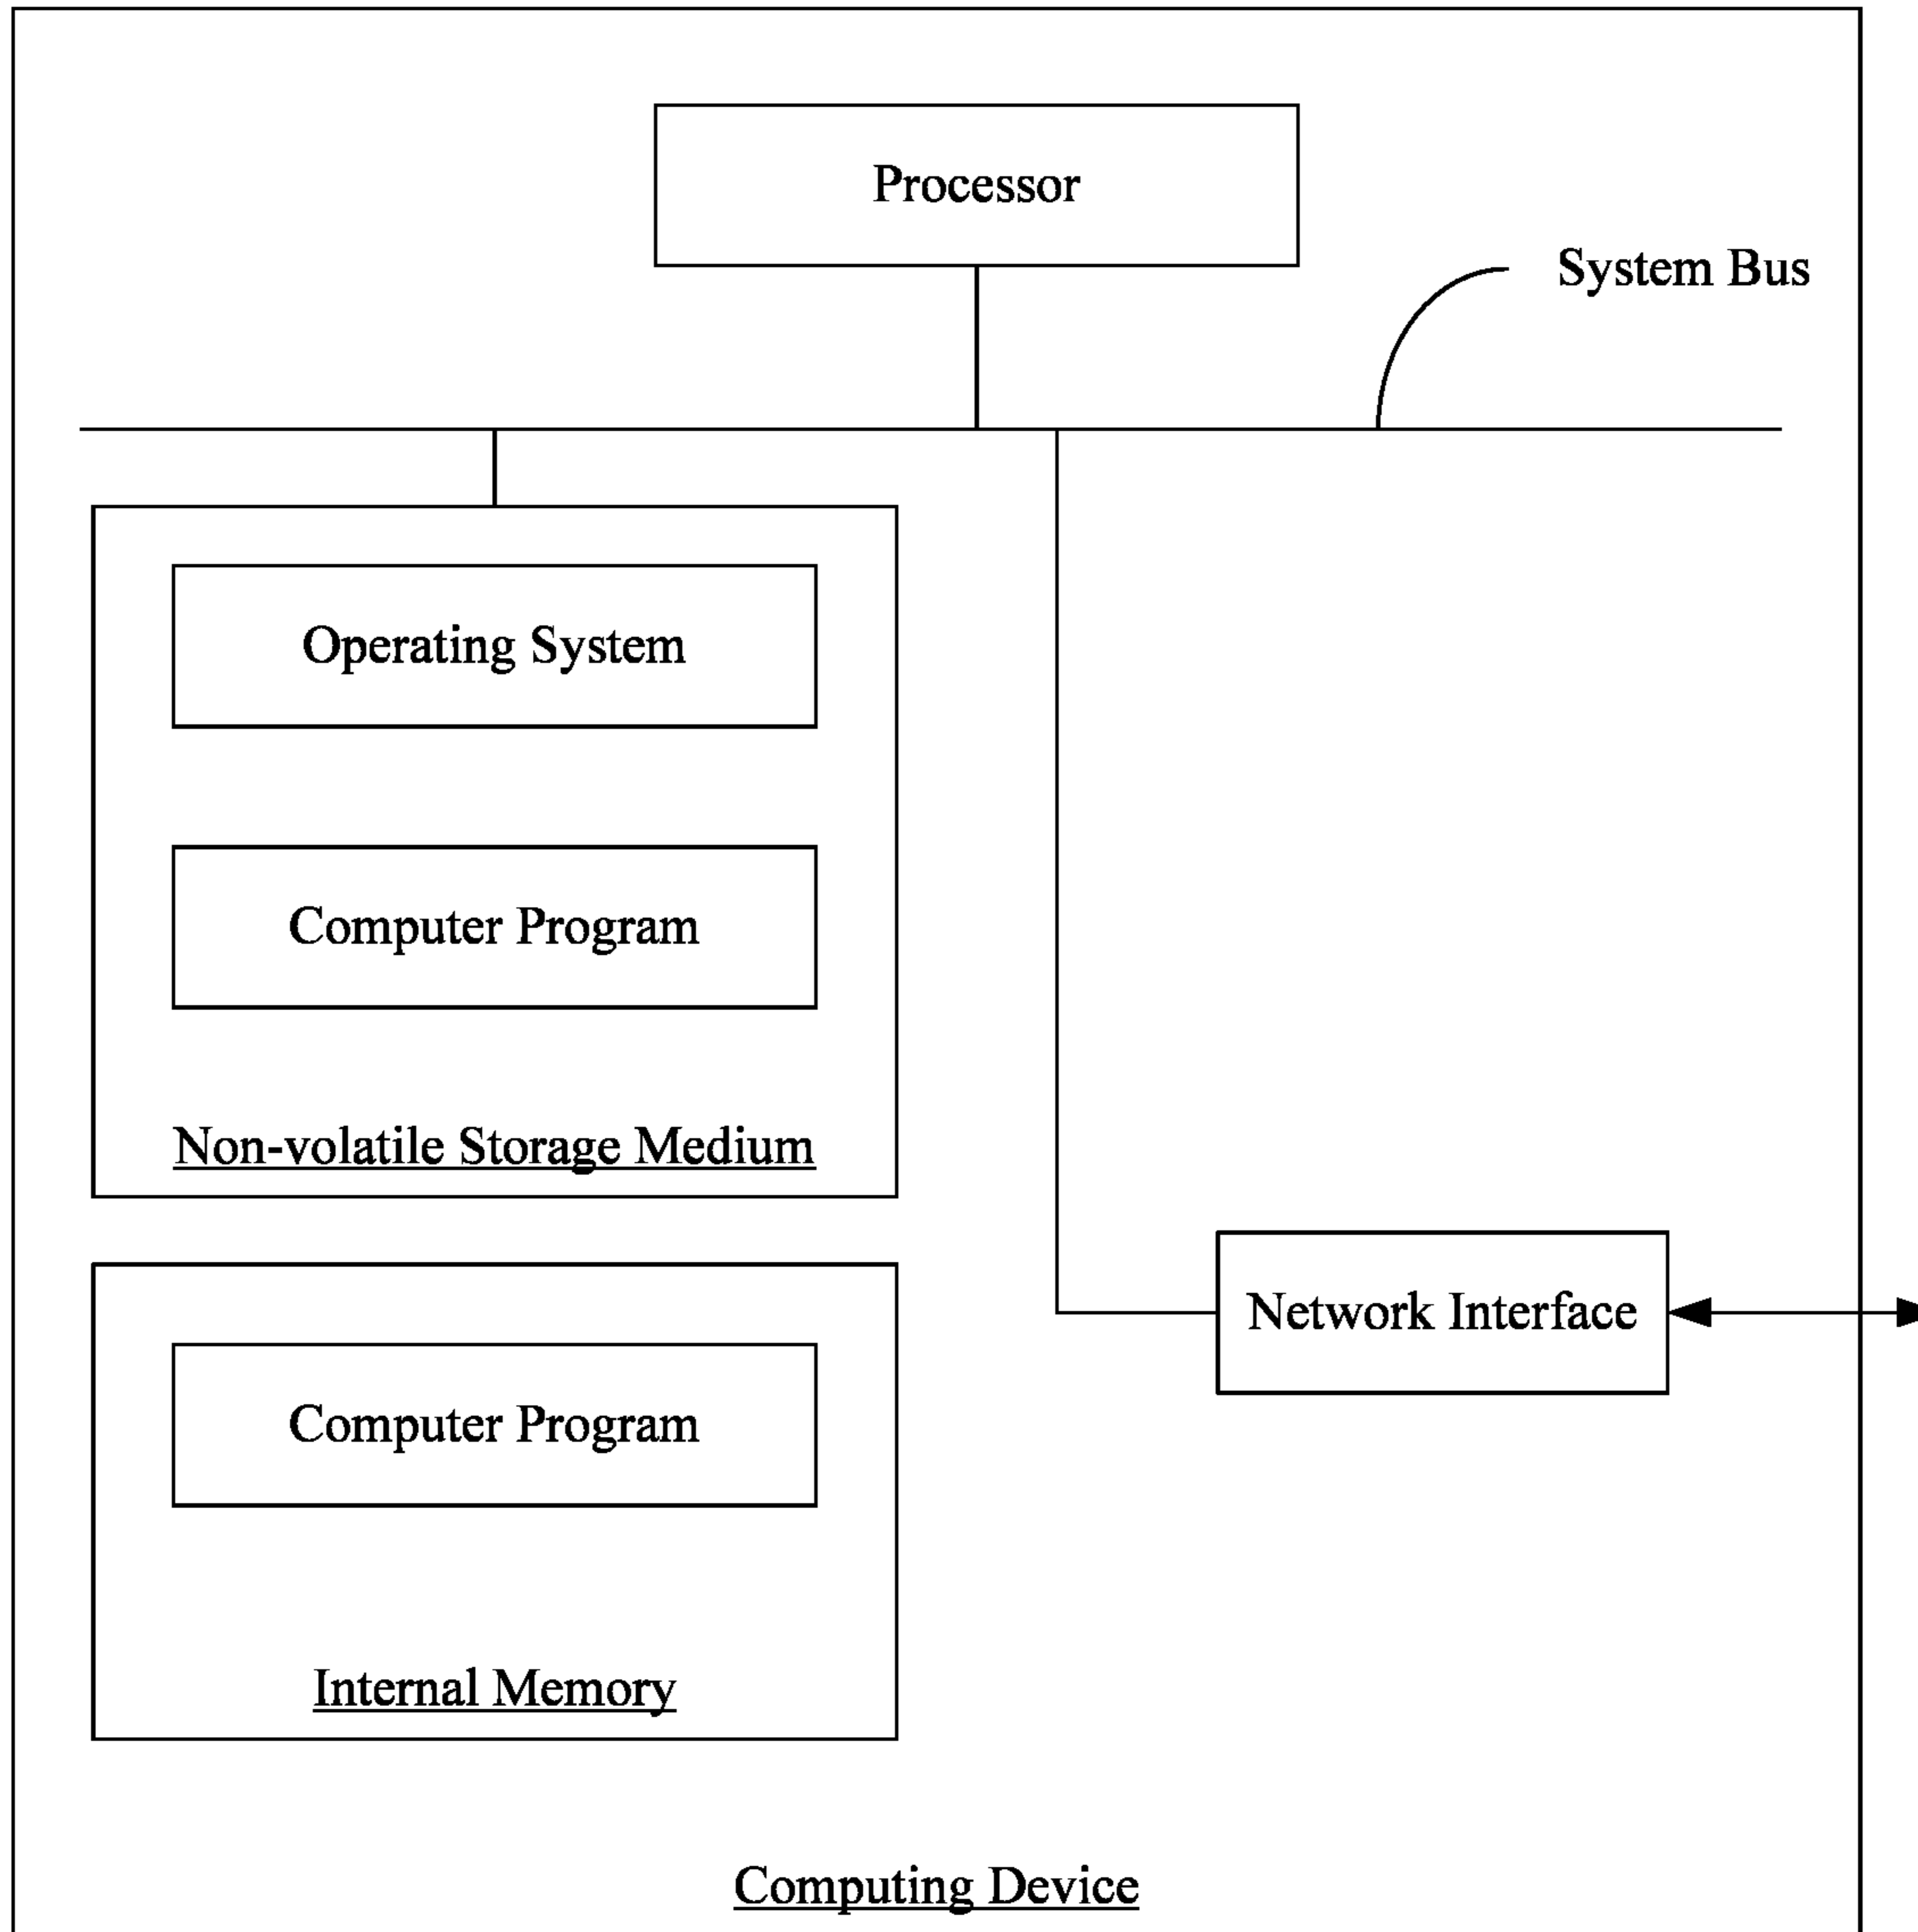 Processor
System Bus
Operating System
Computer Program
Non-volatile Storage Medium
Network Interface
Computer Program
Internal Memory
Computing Device